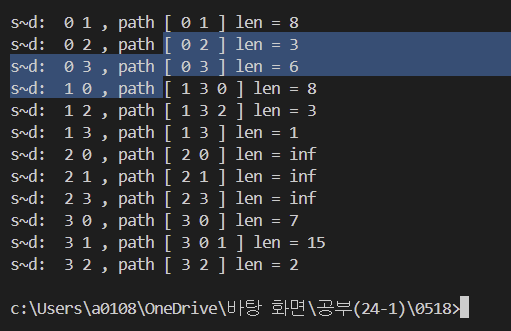 s~d:  0 1 , path [ 0 1 ] len = 8
s~d:  0 2 , path [ 0 2 ] len = 3
s~d:  0 3 , path [ 0 3 ] len = 6
s~d:  1 0 , path [ 1 3 0 ] len = 8
s~d:  1 2 , path [ 1 3 2 ] len = 3
s~d:  1 3 , path [ 1 3 ] len = 1
s~d:  2 0 , path [ 2 0 ] len = inf
s~d:  2 1 , path [ 2 1 ] len = inf
s~d:  2 3 , path [ 2 3 ] len = inf
s~d:  3 0 , path [ 3 0 ] len = 7
s~d:  3 1 , path [ 3 0 1 ] len = 15
s~d:  3 2 , path [ 3 2 ] len = 2
c:\Users\a0108\OneDrive\바탕 화면\공부(24-1)\0518>